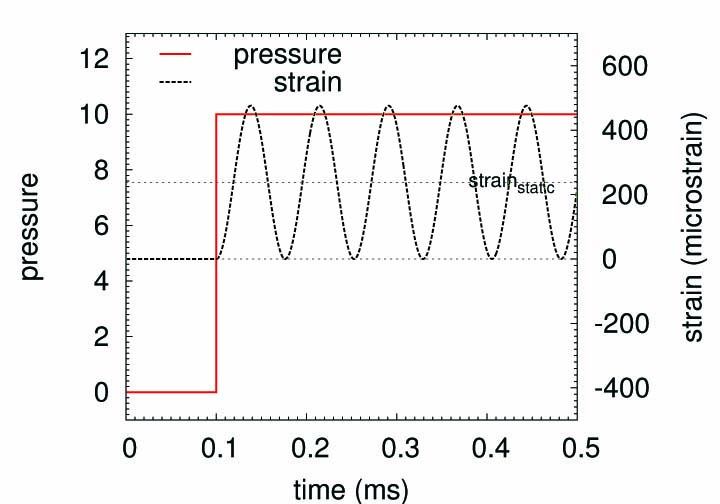 pressure
strain
12
10
8
6
4
2
0
600
400
200
0
-200
-400
strain_static
pressure
strain (microstrain)
0 0.1 0.2 0.3 0.4 0.5
time (ms)